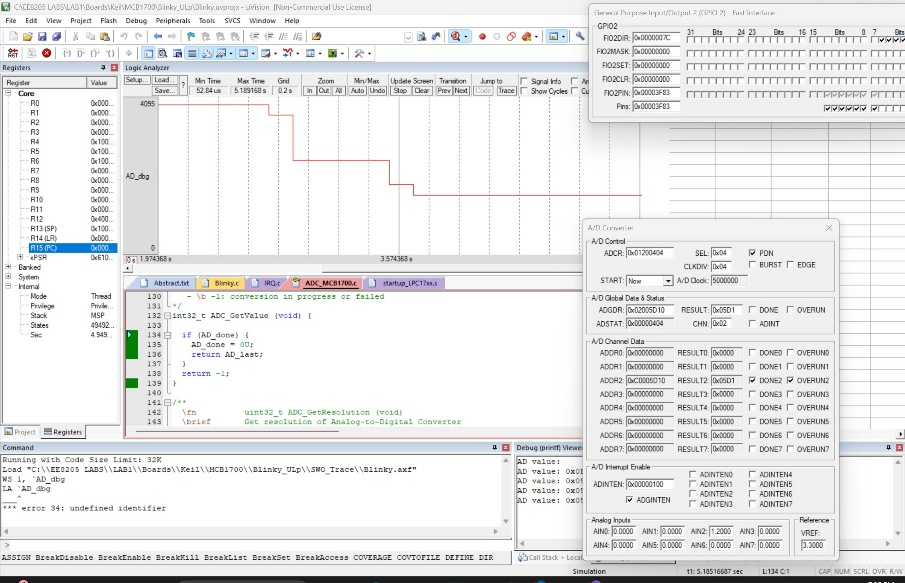 C:\EE8205 LABS\LAB1\Boards\Keil\MCB1700\Blinky_ULp\Blinky.uvprojx - µVision [Non-Commercial Use License]
File Edit View Project Flash Debug Peripherals Tools SVCS Window Help
Registers
Register Value
Core
R0 0x000...
R1 0x000...
R2 0x000...
R3 0x000...
R4 0x100...
R5 0x100...
R6 0x100...
R7 0x000...
R8 0x000...
R9 0x000...
R10 0x000...
R11 0x000...
R12 0x400...
R13 (SP) 0x100...
R14 (LR) 0x000...
R15 (PC) 0x000...
xPSR 0x610...
Banked
System
Internal
Mode Thread
Privilege Privile...
Stack MSP
States 49492...
Sec 4.949...
Project Registers
Logic Analyzer
Setup... Load... Min Time Max Time Grid Zoom Min/Max Update Screen Transition Jump to Signal Info
Save... ? 52.84 us 5.189168 s 0.2 s In Out All Auto Undo Stop Clear Prev Next Code Trace Show Cycles
4095
AD_dbg
0
0 s 1.974368 s 3.574368 s
Abstract.txt Blinky.c IRQ.c ADC_MCB1700.c startup_LPC17xx.s
130 - \b -1: conversion in progress or failed
131 */
132 int32_t ADC_GetValue (void) {
133
134 if (AD_done) {
135 AD_done = 0U;
136 return AD_last;
137 }
138 return -1;
139 }
140
141 /**
142 \fn uint32_t ADC_GetResolution (void)
143 \brief Get resolution of Analog-to-Digital Converter
General Purpose Input/Output 2 (GPIO 2) - Fast Interface
GPIO2
31 Bits 24 23 Bits 16 15 Bits 8 7 Bits
FIO2DIR: 0x0000007C
FIO2MASK: 0x00000000
FIO2SET: 0x00000000
FIO2CLR: 0x00000000
FIO2PIN: 0x00003F83
Pins: 0x00003F83
A/D Converter
A/D Control
ADCR: 0x01200404 SEL: 0x04 PDN
CLKDIV: 0x04 BURST EDGE
START: Now A/D Clock: 5000000
A/D Global Data & Status
ADGDR: 0x02005D10 RESULT: 0x05D1 DONE OVERUN
ADSTAT: 0x00000404 CHN: 0x02 ADINT
A/D Channel Data
ADDR0: 0x00000000 RESULT0: 0x0000 DONE0 OVERUN0
ADDR1: 0x00000000 RESULT1: 0x0000 DONE1 OVERUN1
ADDR2: 0xC0005D10 RESULT2: 0x05D1 DONE2 OVERUN2
ADDR3: 0x00000000 RESULT3: 0x0000 DONE3 OVERUN3
ADDR4: 0x00000000 RESULT4: 0x0000 DONE4 OVERUN4
ADDR5: 0x00000000 RESULT5: 0x0000 DONE5 OVERUN5
ADDR6: 0x00000000 RESULT6: 0x0000 DONE6 OVERUN6
ADDR7: 0x00000000 RESULT7: 0x0000 DONE7 OVERUN7
A/D Interrupt Enable
ADINTEN: 0x00000100 ADINTEN0 ADINTEN4
ADGINTEN ADINTEN1 ADINTEN5
ADINTEN2 ADINTEN6
ADINTEN3 ADINTEN7
Analog Inputs Reference
AIN0: 0.0000 AIN1: 0.0000 AIN2: 1.2000 AIN3: 0.0000 VREF:
AIN4: 0.0000 AIN5: 0.0000 AIN6: 0.0000 AIN7: 0.0000 3.3000
Command
Running with Code Size Limit: 32K
Load "C:\\EE8205 LABS\\LAB1\\Boards\\Keil\\MCB1700\\Blinky_ULp\\SWO_Trace\\Blinky.axf"
WS 1, `AD_dbg
LA `AD_dbg
___^
*** error 34: undefined identifier
>
ASSIGN BreakDisable BreakEnable BreakKill BreakList BreakSet BreakAccess COVERAGE COVTOFILE DEFINE DIR
Debug (printf) Viewer
AD value:
AD value:
AD value:
AD value:
Call Stack + Locals
Simulation t1: 5.18516687 sec L:134 C:1 CAP NUM SCRL OVR R/W